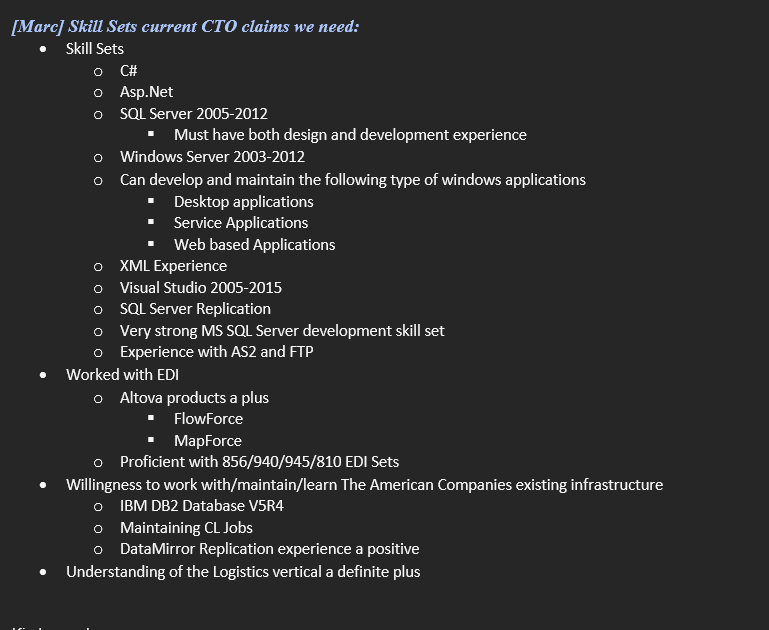 [Marc] Skill Sets current CTO claims we need:
Skill Sets
C#
Asp.Net
SQL Server 2005-2012
Must have both design and development experience
Windows Server 2003-2012
Can develop and maintain the following type of windows applications
Desktop applications
Service Applications
Web based Applications
XML Experience
Visual Studio 2005-2015
SQL Server Replication
Very strong MS SQL Server development skill set
Experience with AS2 and FTP
Worked with EDI
Altova products a plus
FlowForce
MapForce
Proficient with 856/940/945/810 EDI Sets
Willingness to work with/maintain/learn The American Companies existing infrastructure
IBM DB2 Database V5R4
Maintaining CL Jobs
DataMirror Replication experience a positive
Understanding of the Logistics vertical a definite plus